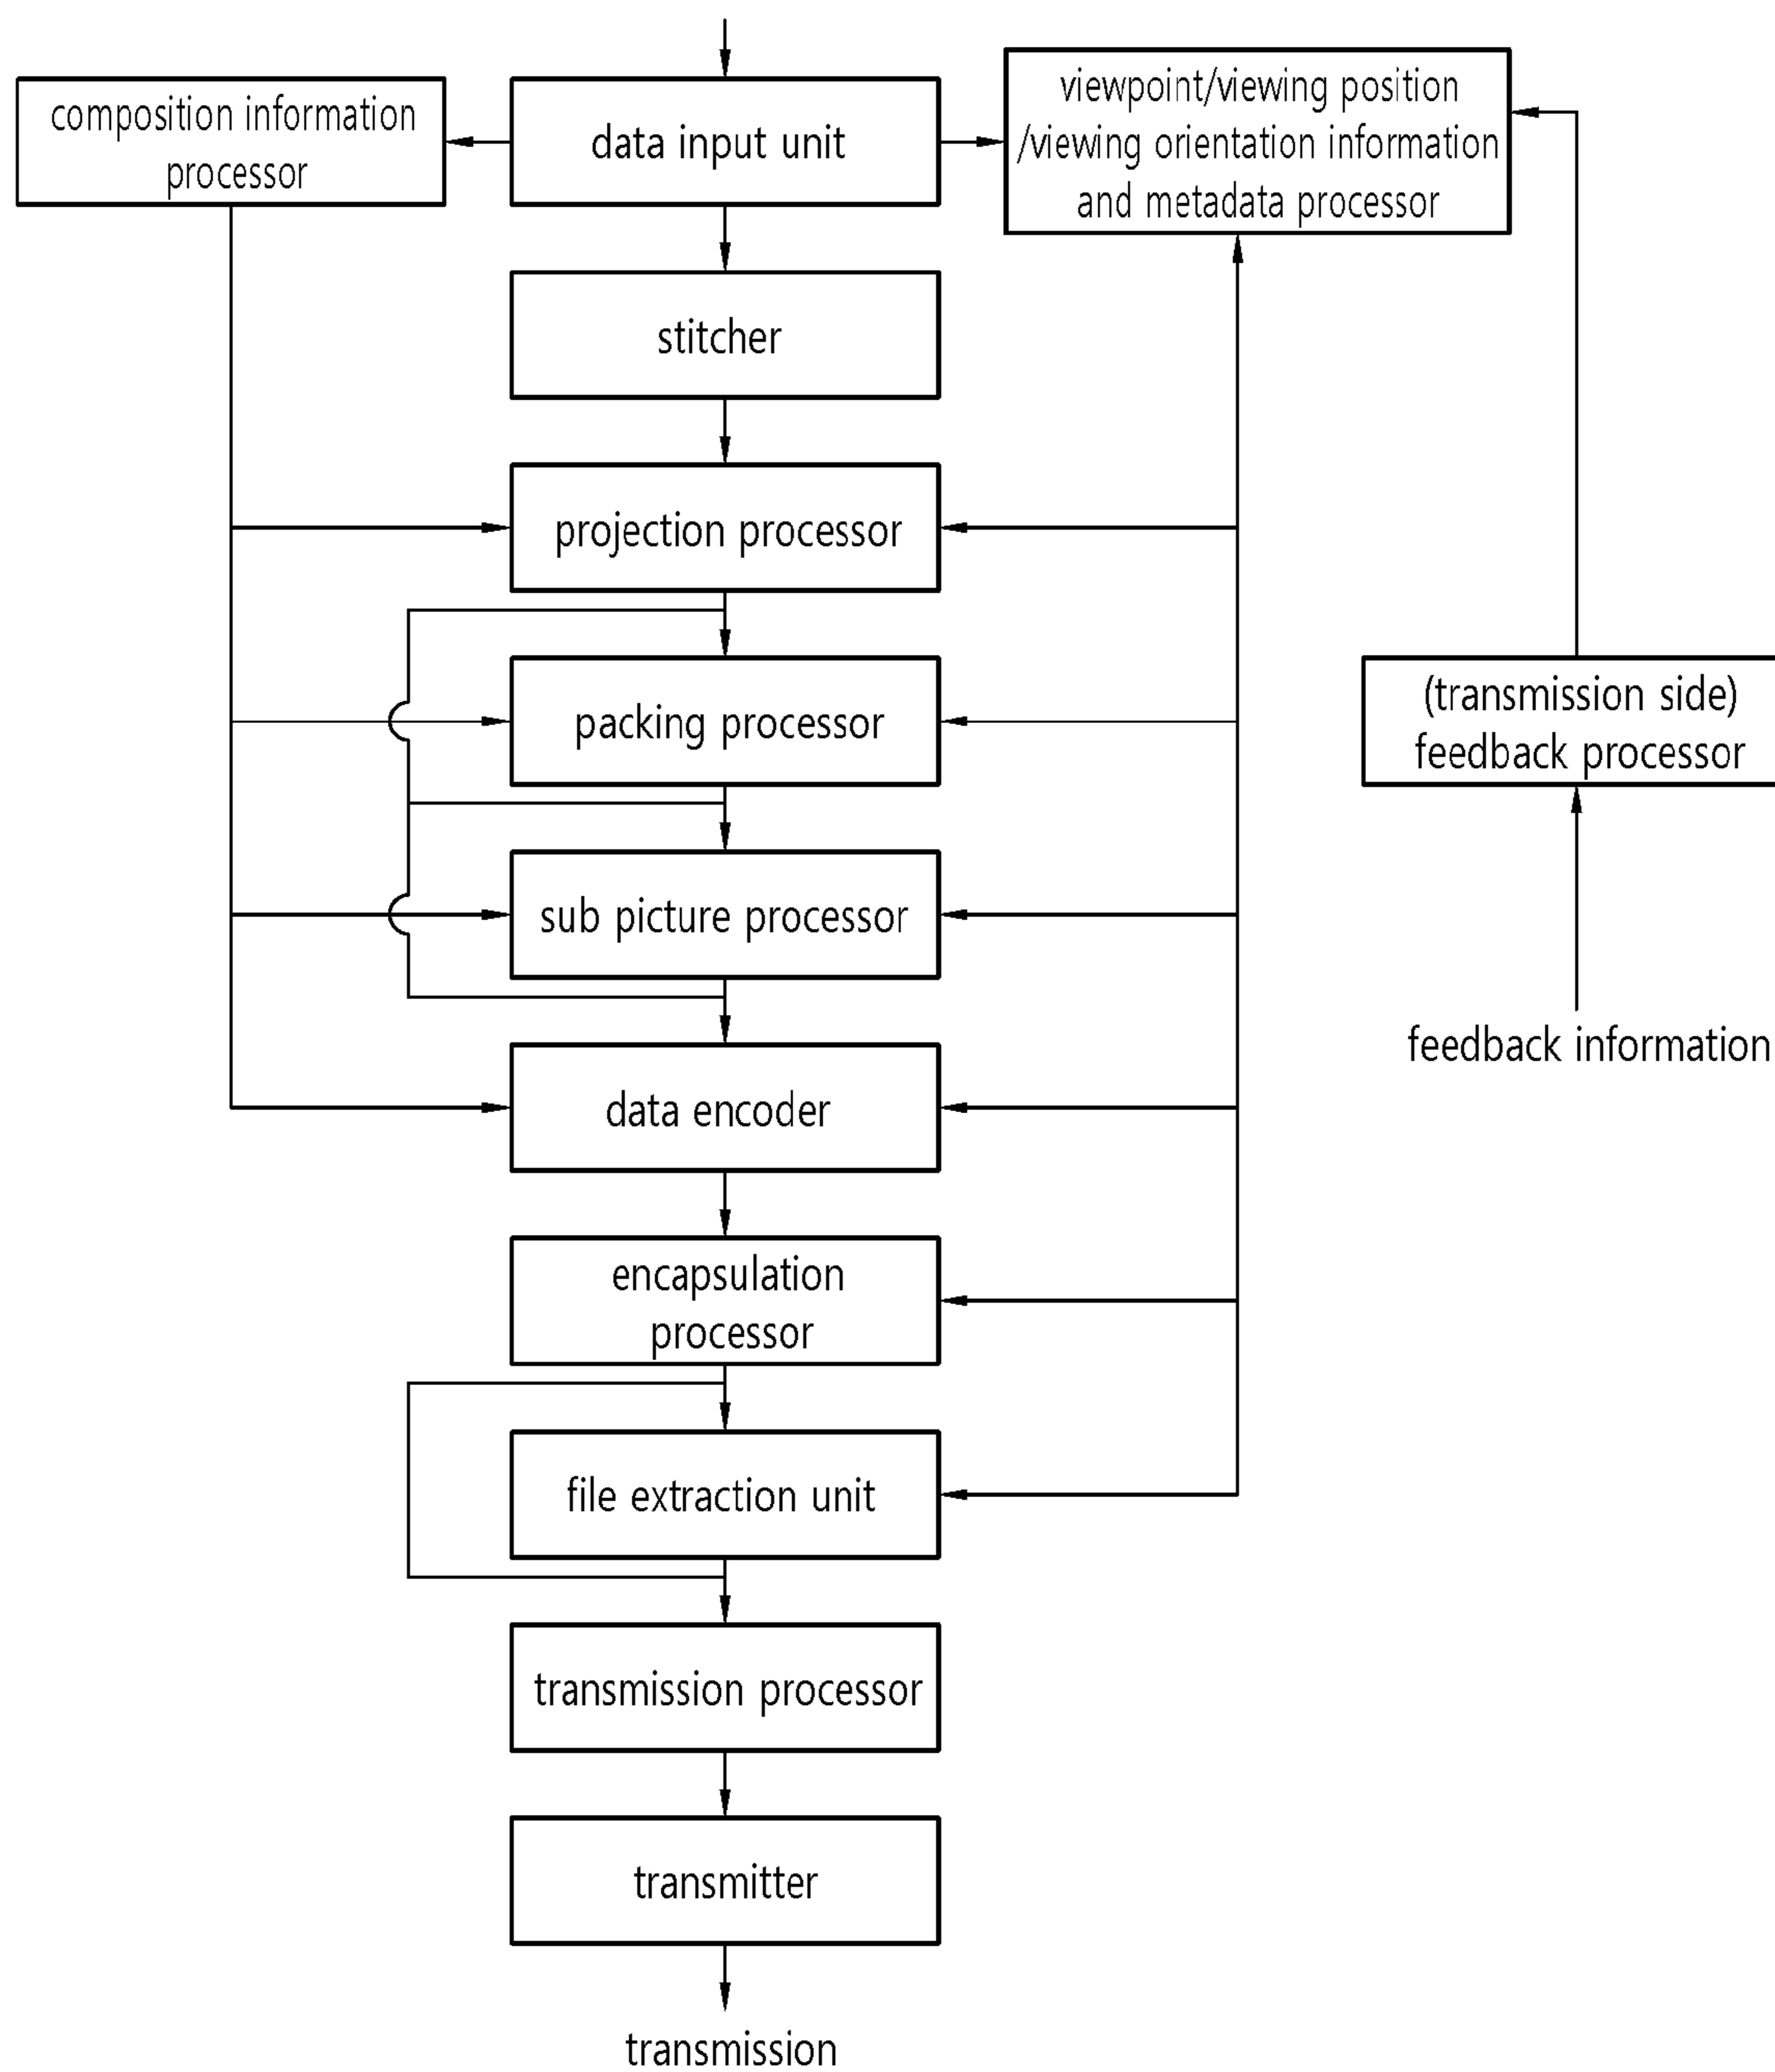 composition information
processor
data input unit
viewpoint/viewing position
/viewing orientation information
and metadata processor
stitcher
projection processor
packing processor
(transmission side)
feedback processor
sub picture processor
feedback information
data encoder
encapsulation
processor
file extraction unit
transmission processor
transmitter
transmission